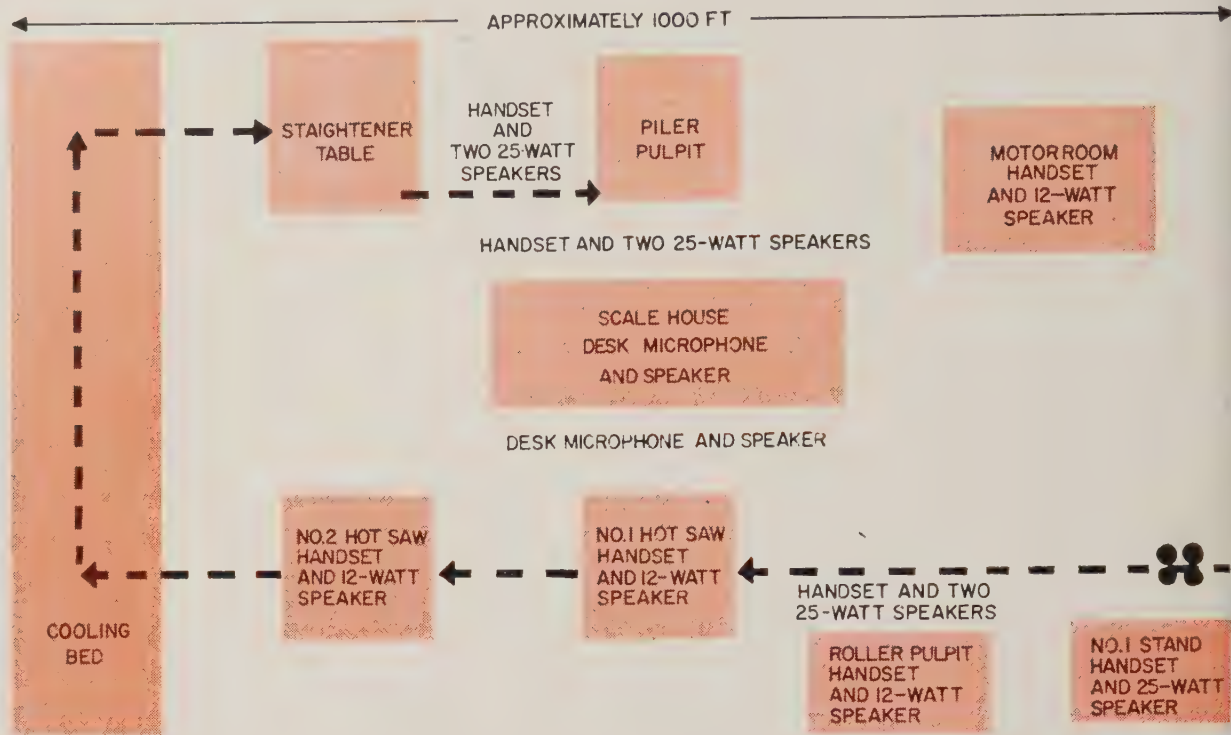 APPROXIMATELY 1000 FT
STAIGHTENER
TABLE
HANDSET
AND
TWO 25-WATT
SPEAKERS
PILER
PULPIT
MOTOR ROOM
HANDSET
AND 12-WATT
SPEAKER
HANDSET AND TWO 25-WATT SPEAKERS
SCALE HOUSE
DESK MICROPHONE
AND SPEAKER
DESK MICROPHONE AND SPEAKER
NO.2 HOT SAW
HANDSET
AND 12-WATT
SPEAKER
NO.1 HOT SAW
HANDSET
AND 12-WATT
SPEAKER
HANDSET AND TWO
25-WATT SPEAKERS
COOLING
BED
ROLLER PULPIT
HANDSET
AND 12-WATT
SPEAKER
NO.1 STAND
HANDSET
AND 25-WATT
SPEAKER